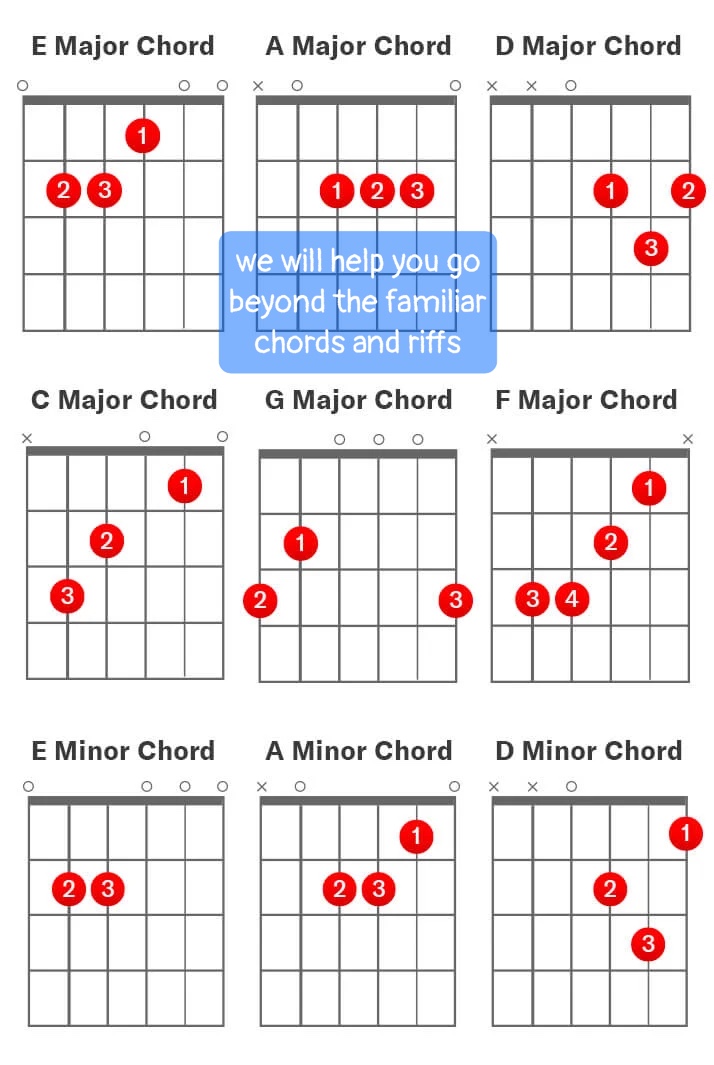 E Major Chord
A Major Chord
D Major Chord
o o o
x o o
x x o
1
2 3
1 2 3
1 2
3
we will help you go
beyond the familiar
chords and riffs
C Major Chord
G Major Chord
F Major Chord
x o o
o o o
x x
1
2
3
1
2 3
1
2
3 4
E Minor Chord
A Minor Chord
D Minor Chord
o o o o
x o o
x x o
2 3
1
2 3
1
2
3